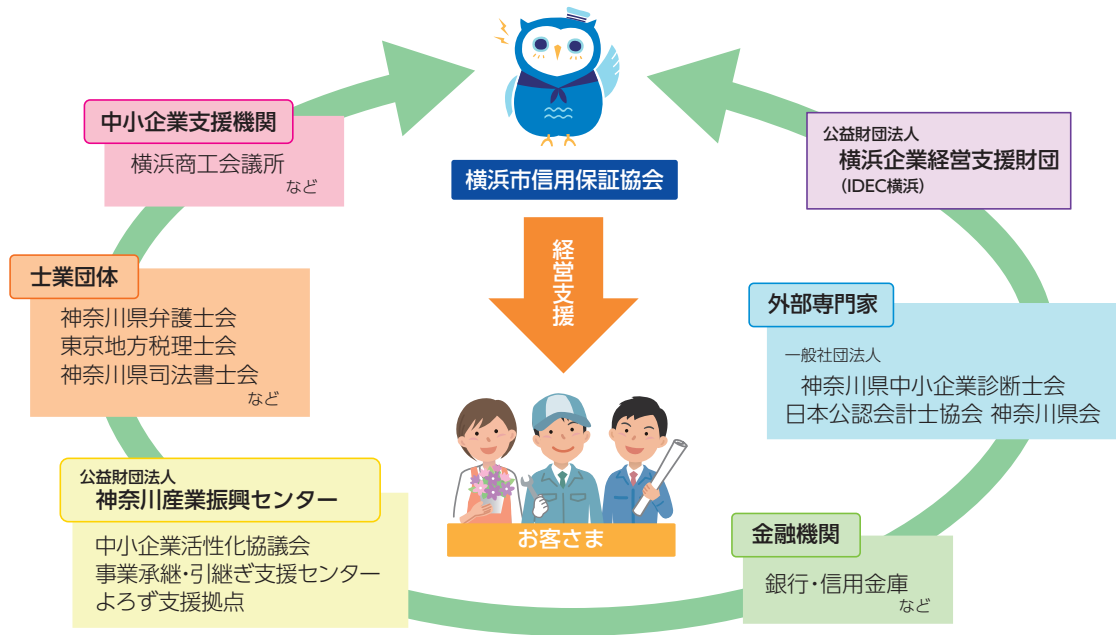 横浜市信用保証協会
経営支援
お客さま
中小企業支援機関
横浜商工会議所
など
士業団体
神奈川県弁護士会
東京地方税理士会
神奈川県司法書士会
など
公益財団法人
神奈川産業振興センター
中小企業活性化協議会
事業承継・引継ぎ支援センター
よろず支援拠点
公益財団法人
横浜企業経営支援財団
(IDEC横浜)
外部専門家
一般社団法人
神奈川県中小企業診断士会
日本公認会計士協会 神奈川県会
金融機関
銀行・信用金庫
など